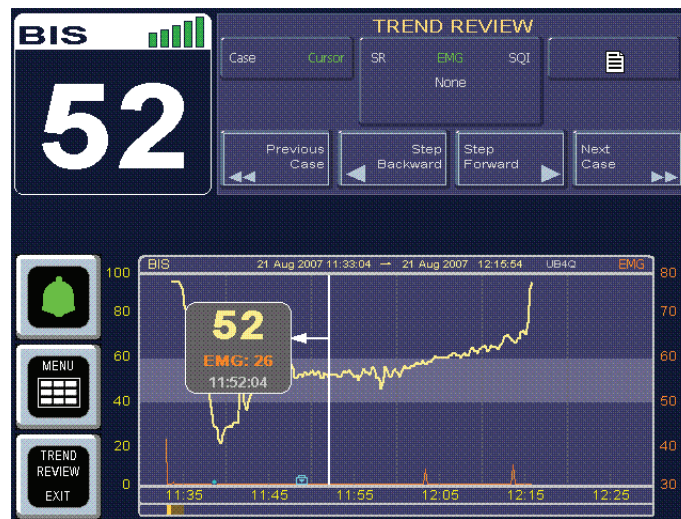 BIS
52
TREND REVIEW
Case Cursor
SR EMG SQI
None
Previous
Case
Step
Backward
Step
Forward
Next
Case
BIS 21 Aug 2007 11:33:04 → 21 Aug 2007 12:15:54 UB4Q EMG
100
80
60
40
20
0
80
70
60
50
40
30
52
EMG: 26
11:52:04
MENU
TREND
REVIEW
EXIT
11:35 11:45 11:55 12:05 12:15 12:25